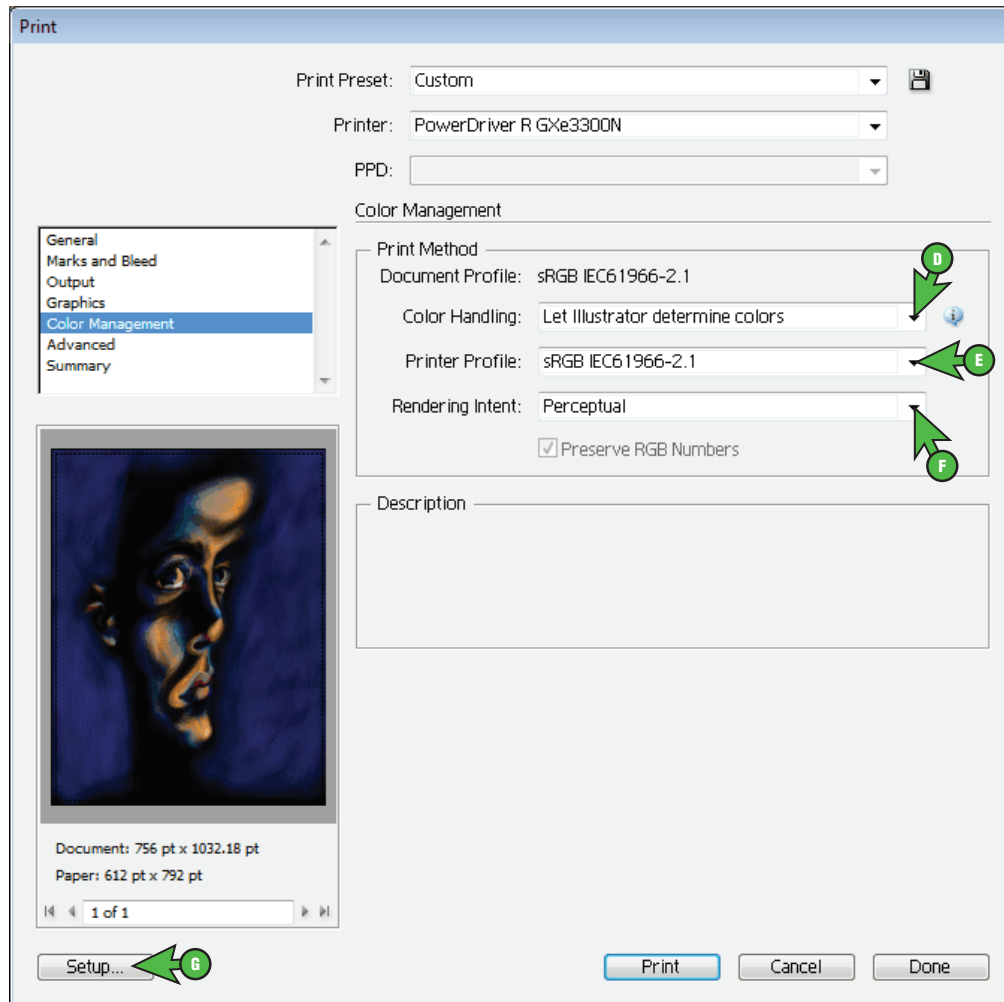 Print
Print Preset: Custom
Printer: PowerDriver R GXe3300N
PPD:
Color Management
General
Marks and Bleed
Output
Graphics
Color Management
Advanced
Summary
Print Method
Document Profile: sRGB IEC61966-2.1
D
Color Handling: Let Illustrator determine colors
Printer Profile: sRGB IEC61966-2.1
E
Rendering Intent: Perceptual
Preserve RGB Numbers
F
Description
Document: 756 pt x 1032.18 pt
Paper: 612 pt x 792 pt
1 of 1
Setup...
G
Print
Cancel
Done